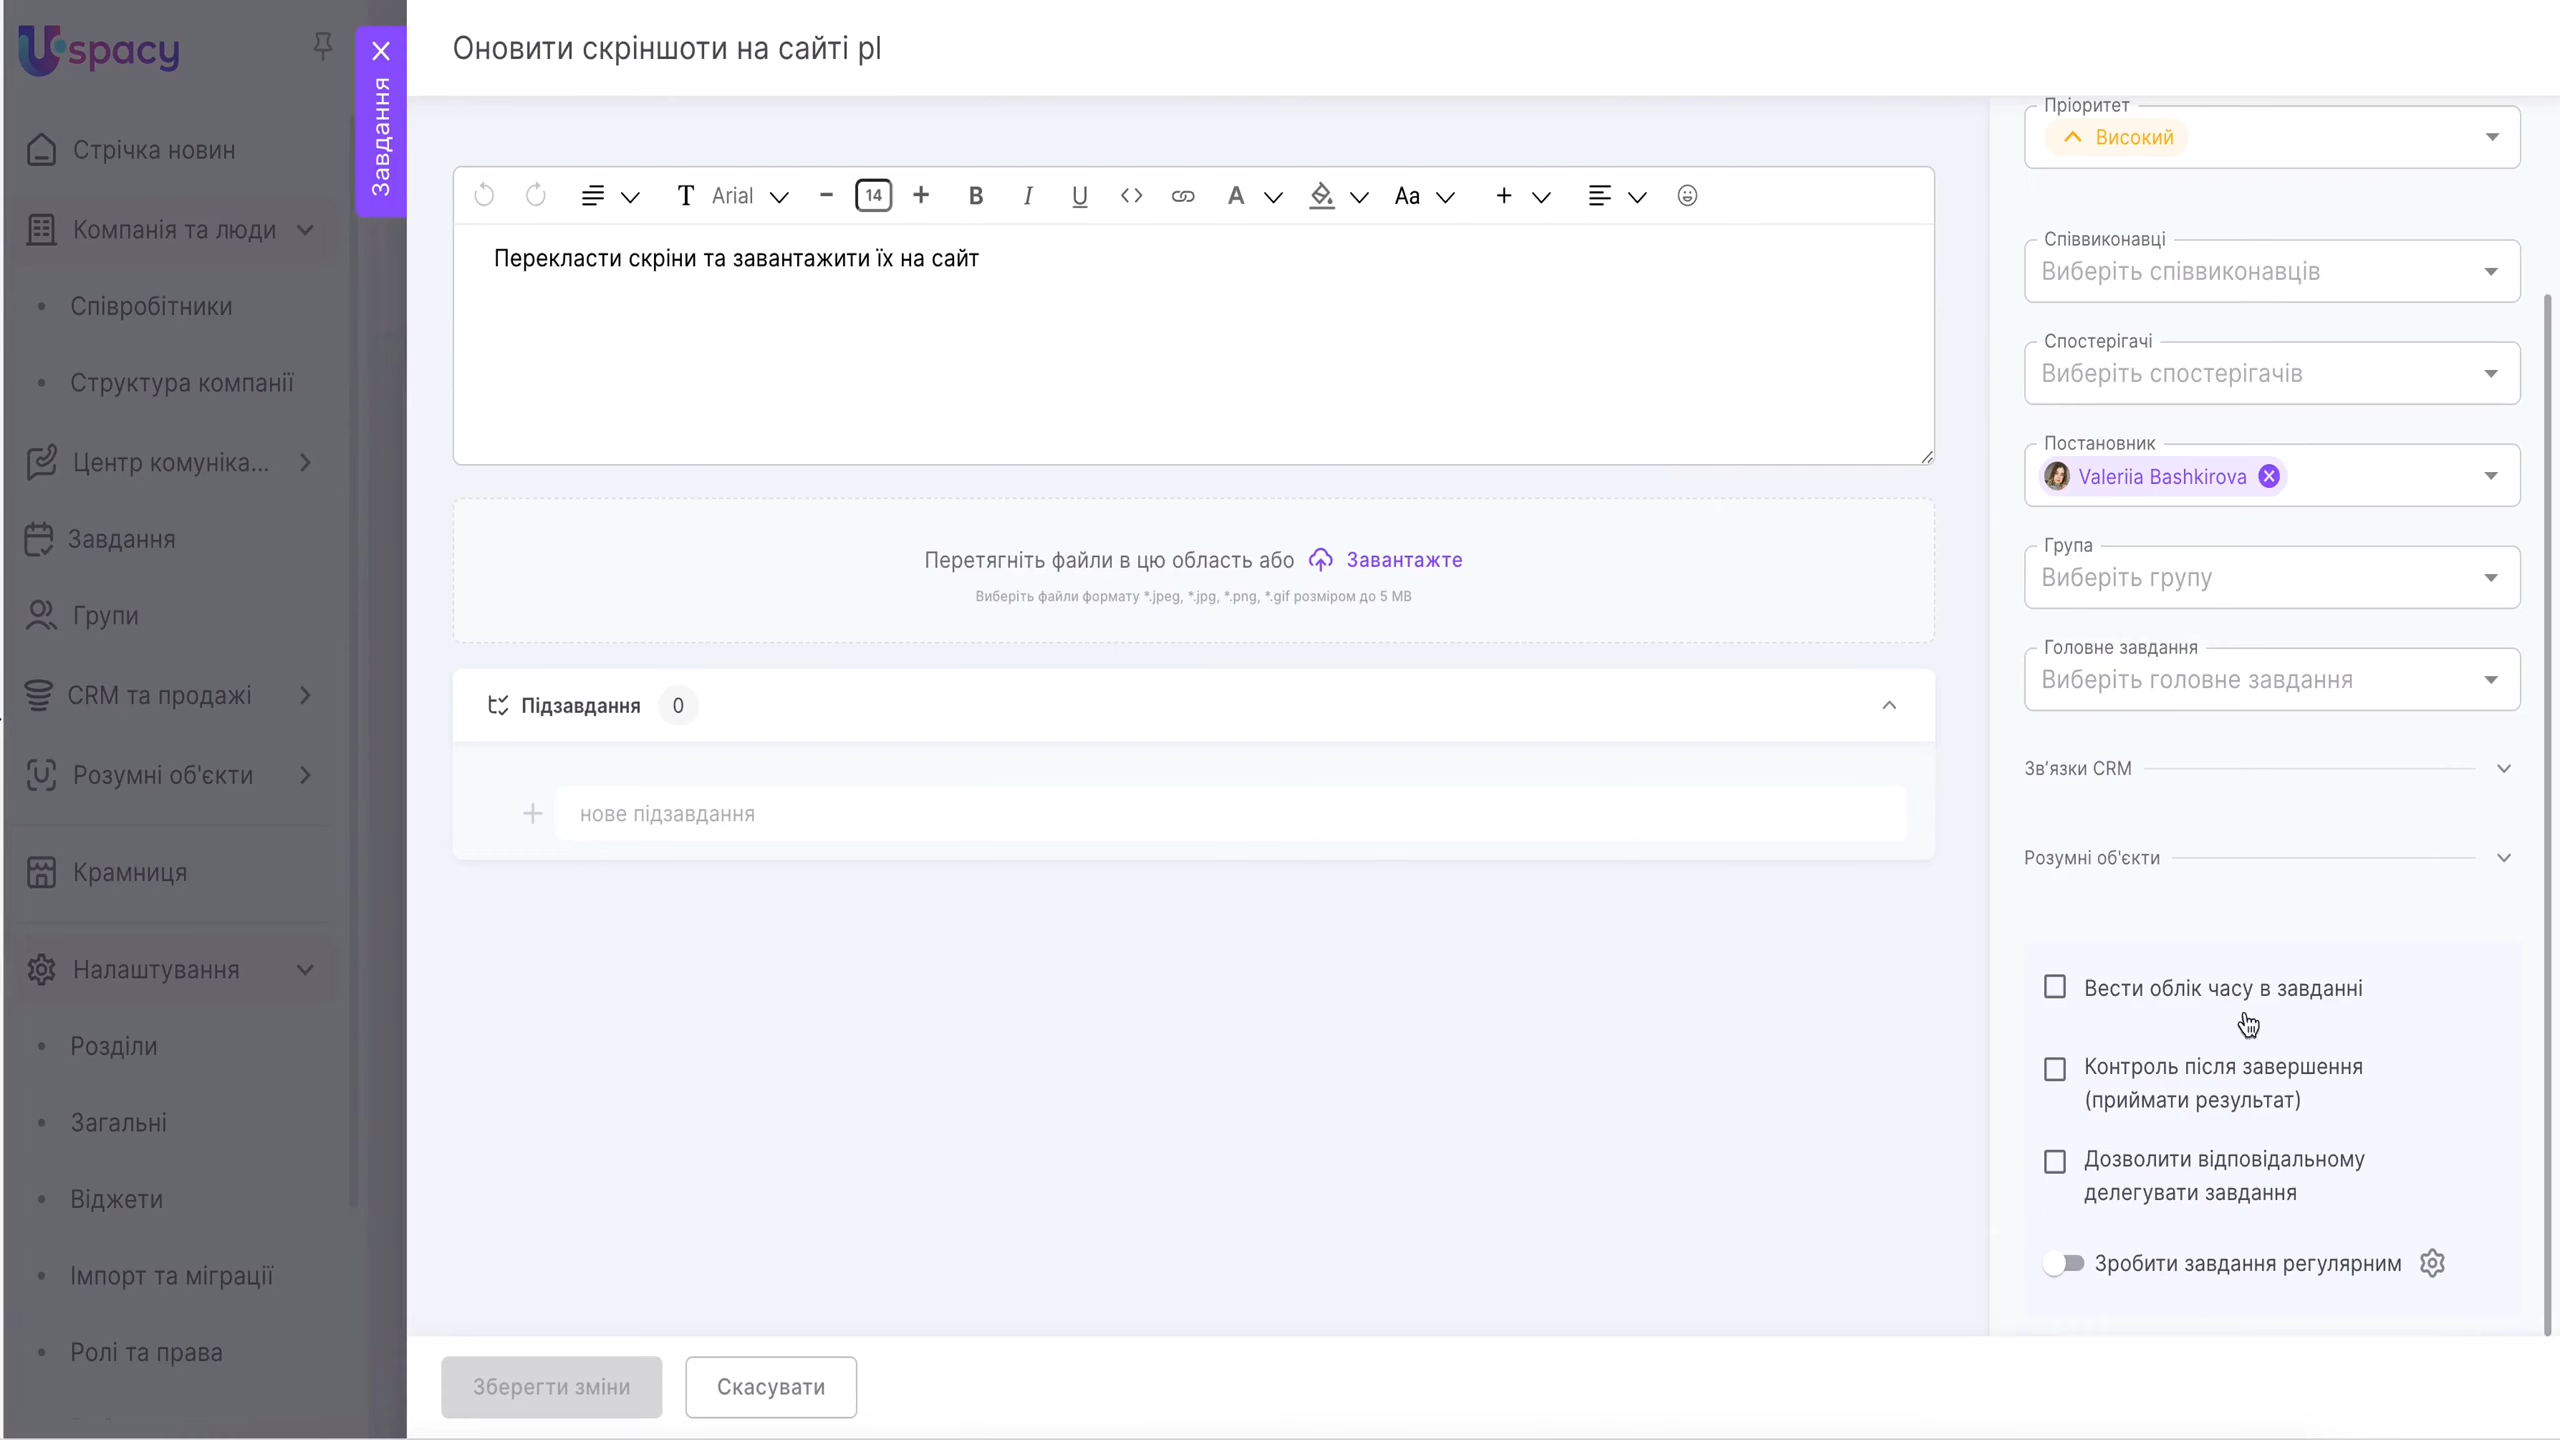 Uspacy
Стрічка новин
Компанія та люди
Співробітники
Структура компанії
Центр комуніка...
Завдання
Групи
CRM та продажі
Розумні об'єкти
Крамниця
Налаштування
Розділи
Загальні
Віджети
Імпорт та міграції
Ролі та права
Завдання
Оновити скріншоти на сайті pl
T Arial 14 B I U A Aa
Перекласти скріни та завантажити їх на сайт
Перетягніть файли в цю область або Завантажте
Виберіть файли формату *.jpeg, *.jpg, *.png, *.gif розміром до 5 MB
Підзавдання 0
нове підзавдання
Зберегти зміни
Скасувати
Пріоритет
Високий
Співвиконавці
Виберіть співвиконавців
Спостерігачі
Виберіть спостерігачів
Постановник
Valeriia Bashkirova
Група
Виберіть групу
Головне завдання
Виберіть головне завдання
Зв'язки CRM
Розумні об'єкти
Вести облік часу в завданні
Контроль після завершення
(приймати результат)
Дозволити відповідальному
делегувати завдання
Зробити завдання регулярним